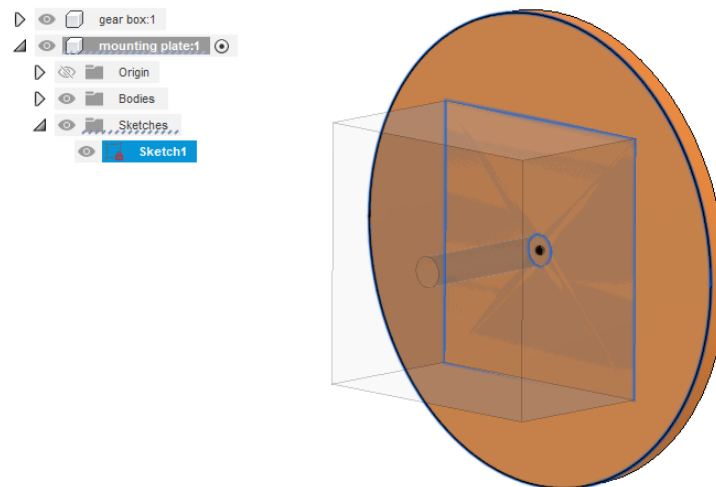 gear box:1
mounting plate:1
Origin
Bodies
Sketches
Sketch1